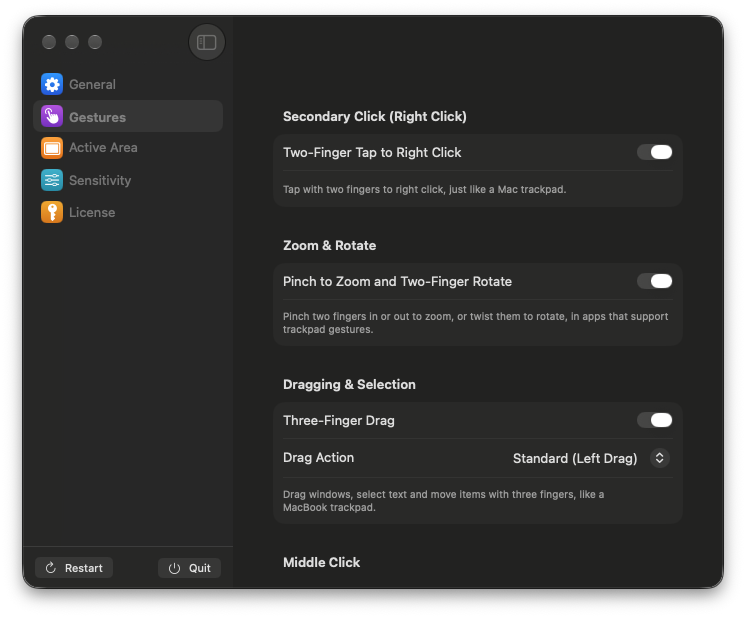 General
Gestures
Active Area
Sensitivity
License
Restart
Quit
Secondary Click (Right Click)
Two-Finger Tap to Right Click
Tap with two fingers to right click, just like a Mac trackpad.
Zoom & Rotate
Pinch to Zoom and Two-Finger Rotate
Pinch two fingers in or out to zoom, or twist them to rotate, in apps that support
trackpad gestures.
Dragging & Selection
Three-Finger Drag
Drag Action
Standard (Left Drag)
Drag windows, select text and move items with three fingers, like a
MacBook trackpad.
Middle Click